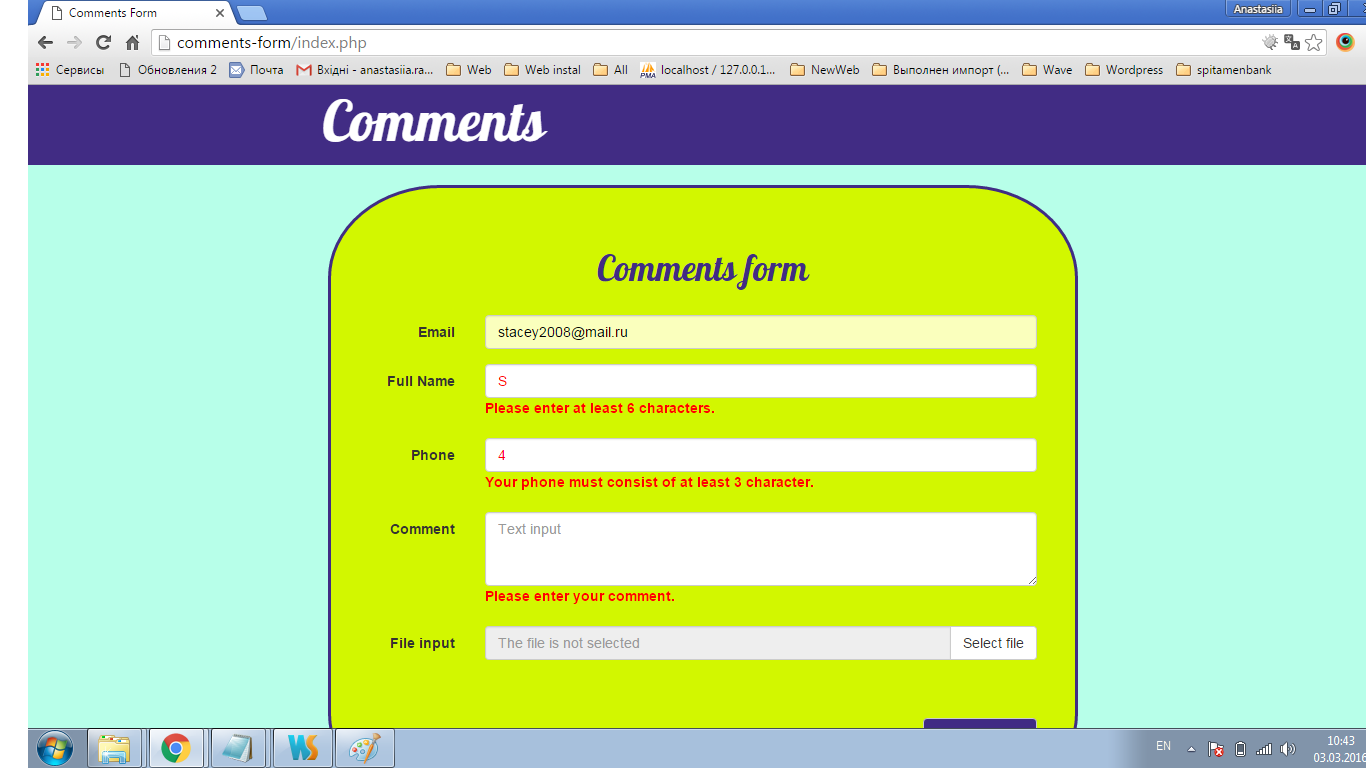 Comments Form
Anastasiia
comments-form/index.php
Сервисы Обновления 2 Почта Вхідні - anastasiia.ra... Web Web instal All PMA localhost / 127.0.0.1... NewWeb Выполнен импорт (... Wave Wordpress spitamenbank
Comments
Comments form
Email stacey2008@mail.ru
Full Name S
Please enter at least 6 characters.
Phone 4
Your phone must consist of at least 3 character.
Comment Text input
Please enter your comment.
File input The file is not selected Select file
WS EN 10:43
03.03.2016